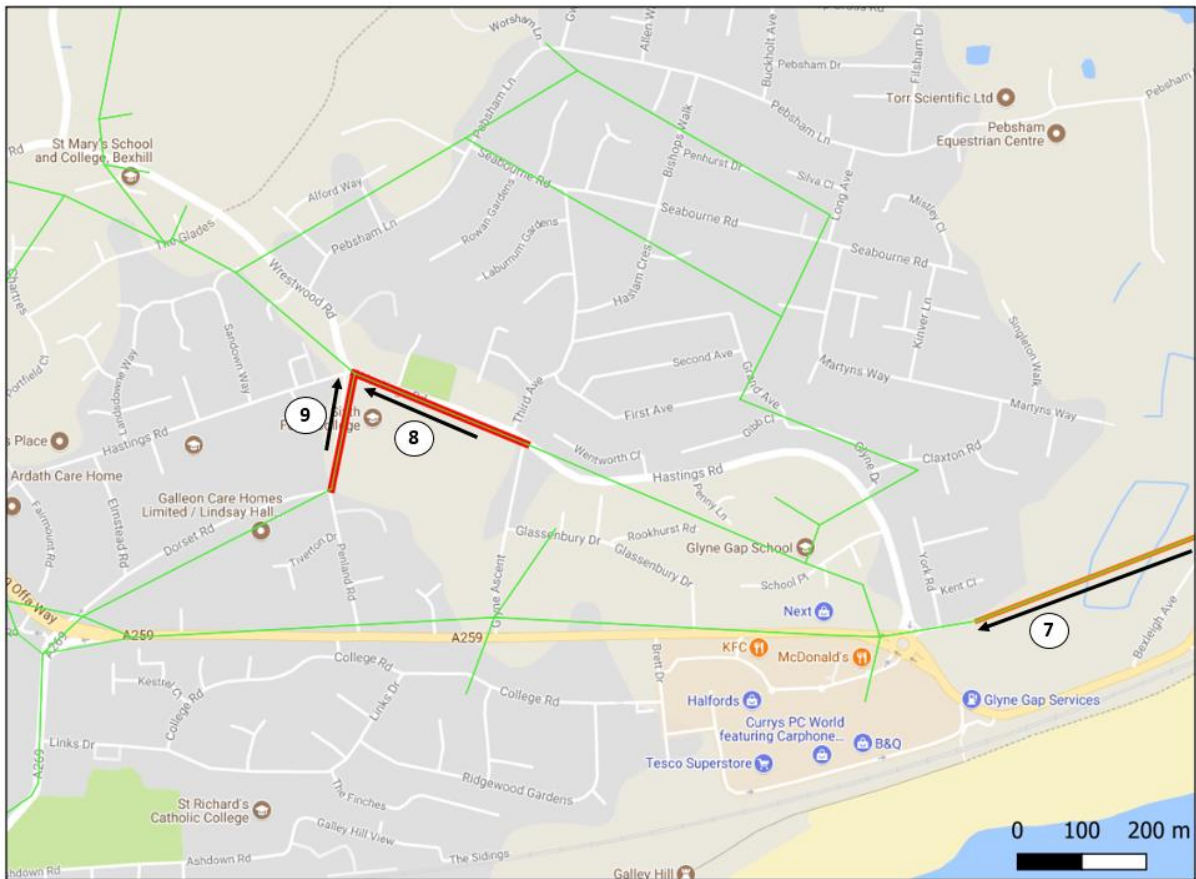 Worsham Ln
Allen W
Buckholt Ave
Filsham Dr
Pebsham Dr
Pebsham
Torr Scientific Ltd
Pebsham
Equestrian Centre
Rd
St Mary's School
and College, Bexhill
Pebsham Ln
Bishops Walk
Pebsham Ln
Penhurst Dr
Silva Cl
Long Ave
Mistley Cl
Alford Way
Seabourne Rd
Seabourne Rd
Seabourne Rd
Rowan Gardens
Laburnum Gardens
Pebsham Ln
The Glades
Wrestwood Rd
Haslam Cres
Kinver Ln
Singleton Walk
Portfield Cl
Sandown Way
Lansdowne Way
Second Ave
Martyns Way
Martyns Way
Grand Ave
Third Ave
First Ave
Gibb Cl
9
8
Hastings Rd
s Place
Ardath Care Home
Wentworth Cl
Hastings Rd
Glyne Dr
Claxton Rd
Fairmount Rd
Elmstead Rd
Galleon Care Homes
Limited / Lindsay Hall
Dorset Rd
Tiverton Dr
Penland Rd
Penny Ln
Rookhurst Rd
Glassenbury Dr
Glassenbury Dr
Glyne Gap School
School Pl
York Rd
Kent Cl
Glyne Ascent
Next
7
Bexleigh Ave
Offa Way
A269
A259
A259
KFC
McDonald's
Brett Dr
College Rd
College Rd
College Rd
Kestrel Cl
Links Dr
Links Dr
A269
Halfords
Glyne Gap Services
Currys PC World
featuring Carphone...
B&Q
Tesco Superstore
Ridgewood Gardens
The Finches
St Richard's
Catholic College
Galley Hill View
The Sidings
Ashdown Rd
shdown Rd
Galley Hill
0 100 200 m